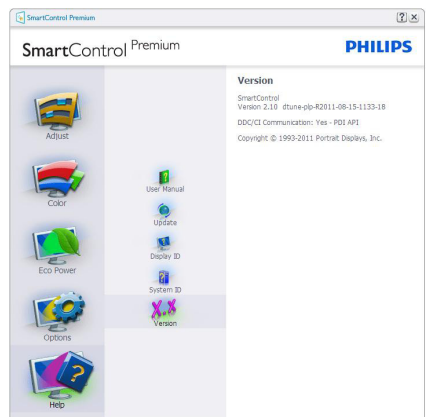 SmartControl Premium
SmartControl Premium
PHILIPS
Adjust
Color
Eco Power
Options
Help
User Manual
Update
Display ID
System ID
X.X
Version
Version
SmartControl
Version 2.10 dtune-plp-R2011-08-15-1133-18
DDC/CI Communication: Yes - PDI API
Copyright © 1993-2011 Portrait Displays, Inc.